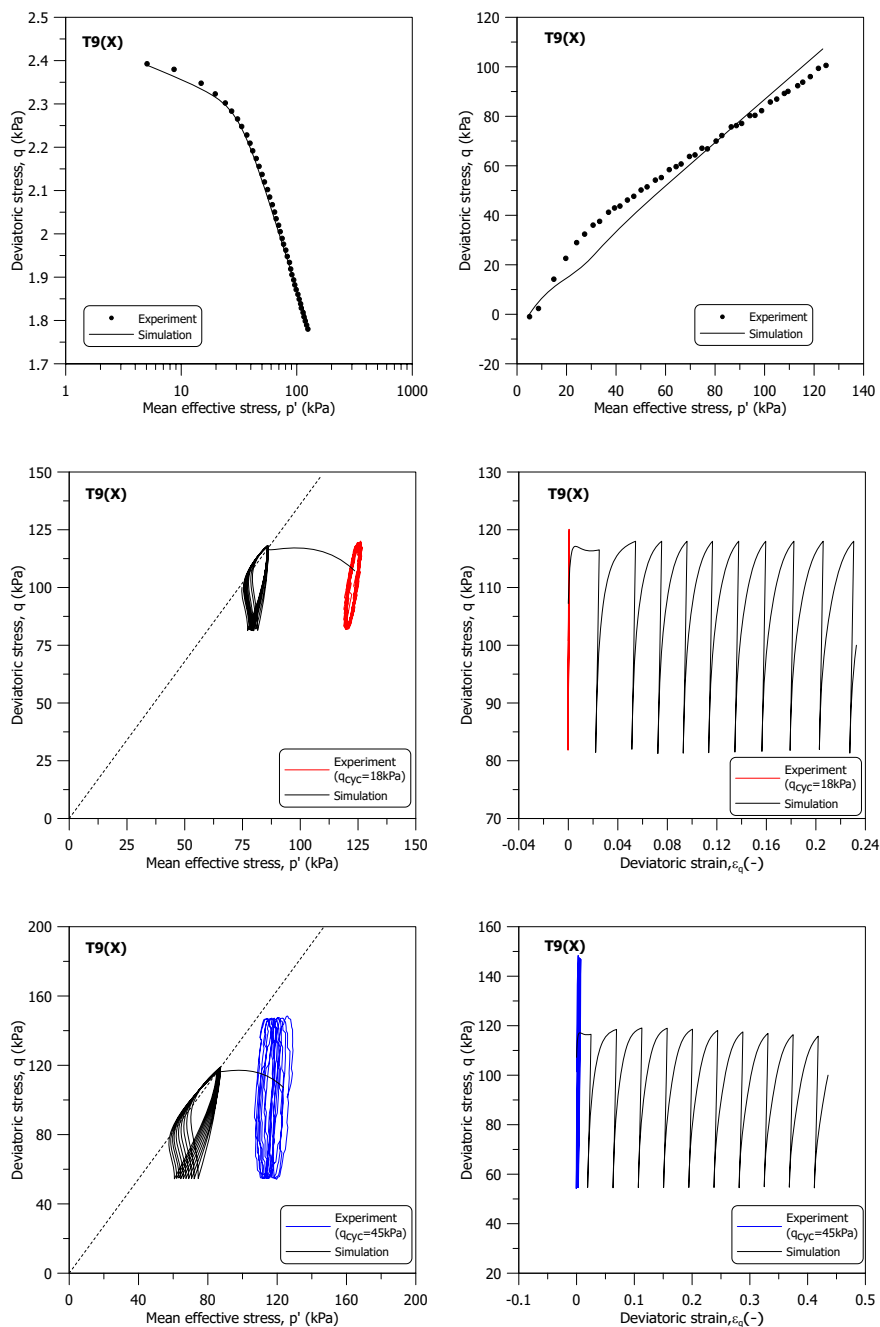 T9(X)
Deviatoric stress, q (kPa)
2.5
2.4
2.3
2.2
2.1
2
1.9
1.8
1.7
Experiment
Simulation
1 10 100 1000
Mean effective stress, p' (kPa)
T9(X)
Deviatoric stress, q (kPa)
120
100
80
60
40
20
0
-20
Experiment
Simulation
0 20 40 60 80 100 120 140
Mean effective stress, p' (kPa)
T9(X)
Deviatoric stress, q (kPa)
150
125
100
75
50
25
0
Experiment
(qcyc=18kPa)
Simulation
0 25 50 75 100 125 150
Mean effective stress, p' (kPa)
T9(X)
Deviatoric stress, q (kPa)
130
120
110
100
90
80
70
Experiment
(qcyc=18kPa)
Simulation
-0.04 0 0.04 0.08 0.12 0.16 0.2 0.24
Deviatoric strain,εq(-)
T9(X)
Deviatoric stress, q (kPa)
200
160
120
80
40
0
Experiment
(qcyc=45kPa)
Simulation
0 40 80 120 160 200
Mean effective stress, p' (kPa)
T9(X)
Deviatoric stress, q (kPa)
160
140
120
100
80
60
40
20
Experiment
(qcyc=45kPa)
Simulation
-0.1 0 0.1 0.2 0.3 0.4 0.5
Deviatoric strain,εq(-)